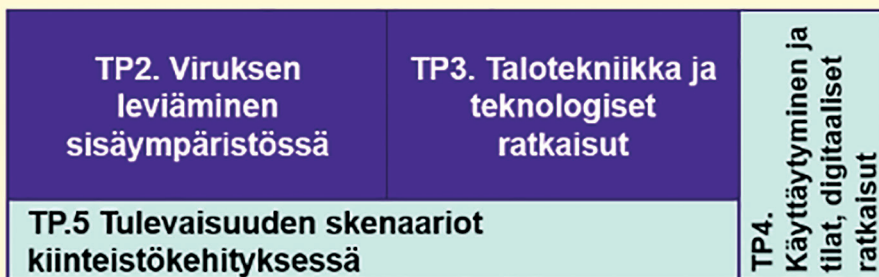 TP2. Viruksen
leviäminen
sisäympäristössä
TP3. Talotekniikka ja
teknologiset
ratkaisut
TP4.
Käyttäytyminen ja
tilat, digitaaliset
ratkaisut
TP.5 Tulevaisuuden skenaariot
kiinteistökehityksessä